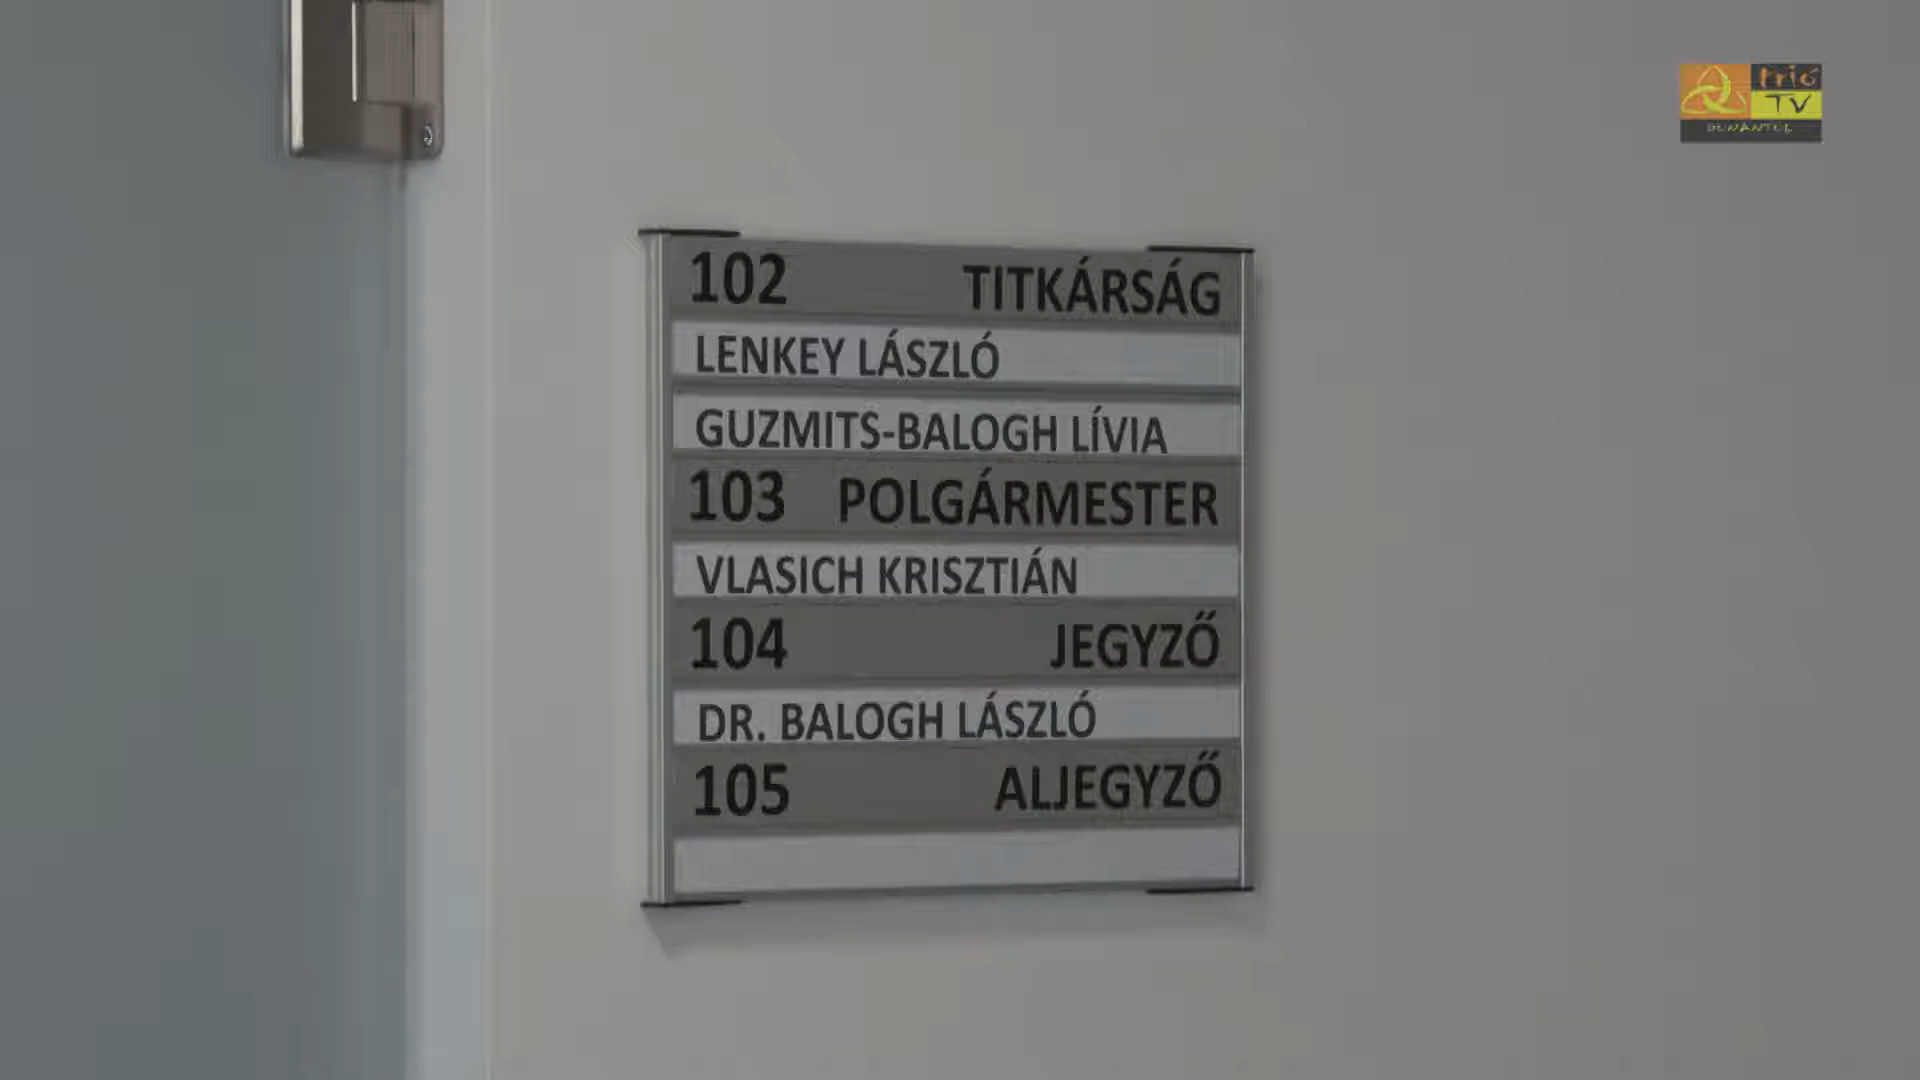 trió
TV
DUNÁNTÚL
102 TITKÁRSÁG
LENKEY LÁSZLÓ
GUZMITS-BALOGH LÍVIA
103 POLGÁRMESTER
VLASICH KRISZTIÁN
104 JEGYZŐ
DR. BALOGH LÁSZLÓ
105 ALJEGYZŐ